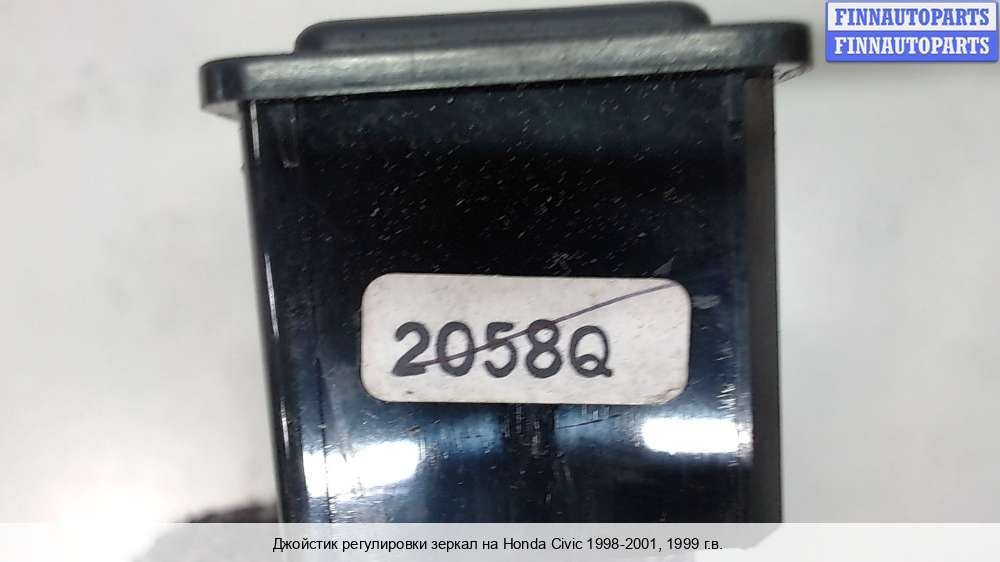 FINNAUTOPARTS
FINNAUTOPARTS
2058Q
Джойстик регулировки зеркал на Honda Civic 1998-2001, 1999 г.в.